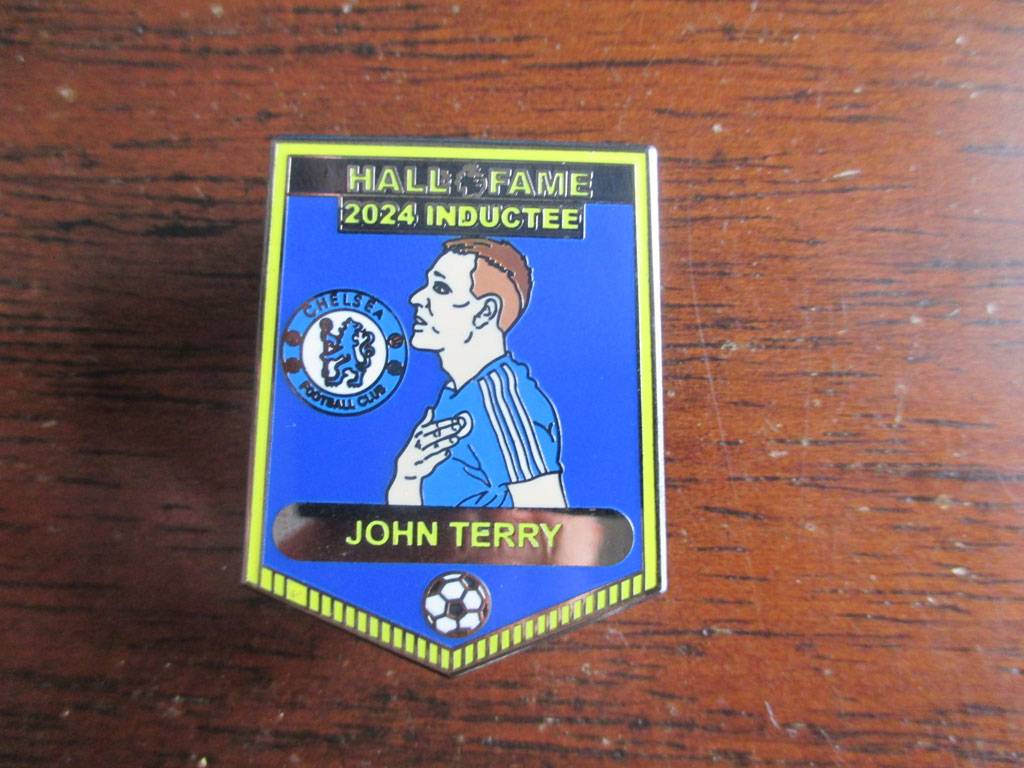 HALL FAME
2024 INDUCTEE
CHELSEA
FOOTBALL CLUB
JOHN TERRY